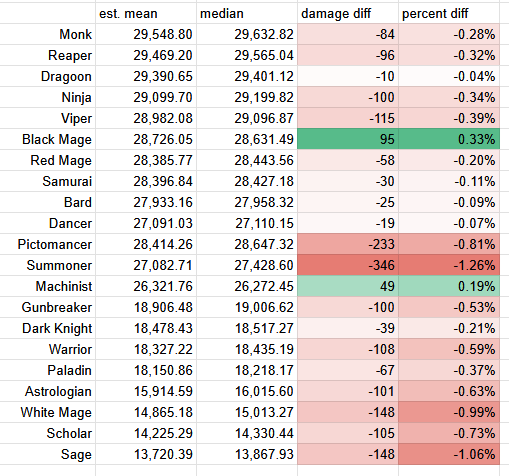 est. mean median damage diff percent diff
Monk 29,548.80 29,632.82 -84 -0.28%
Reaper 29,469.20 29,565.04 -96 -0.32%
Dragoon 29,390.65 29,401.12 -10 -0.04%
Ninja 29,099.70 29,199.82 -100 -0.34%
Viper 28,982.08 29,096.87 -115 -0.39%
Black Mage 28,726.05 28,631.49 95 0.33%
Red Mage 28,385.77 28,443.56 -58 -0.20%
Samurai 28,396.84 28,427.18 -30 -0.11%
Bard 27,933.16 27,958.32 -25 -0.09%
Dancer 27,091.03 27,110.15 -19 -0.07%
Pictomancer 28,414.26 28,647.32 -233 -0.81%
Summoner 27,082.71 27,428.60 -346 -1.26%
Machinist 26,321.76 26,272.45 49 0.19%
Gunbreaker 18,906.48 19,006.62 -100 -0.53%
Dark Knight 18,478.43 18,517.27 -39 -0.21%
Warrior 18,327.22 18,435.19 -108 -0.59%
Paladin 18,150.86 18,218.17 -67 -0.37%
Astrologian 15,914.59 16,015.60 -101 -0.63%
White Mage 14,865.18 15,013.27 -148 -0.99%
Scholar 14,225.29 14,330.44 -105 -0.73%
Sage 13,720.39 13,867.93 -148 -1.06%